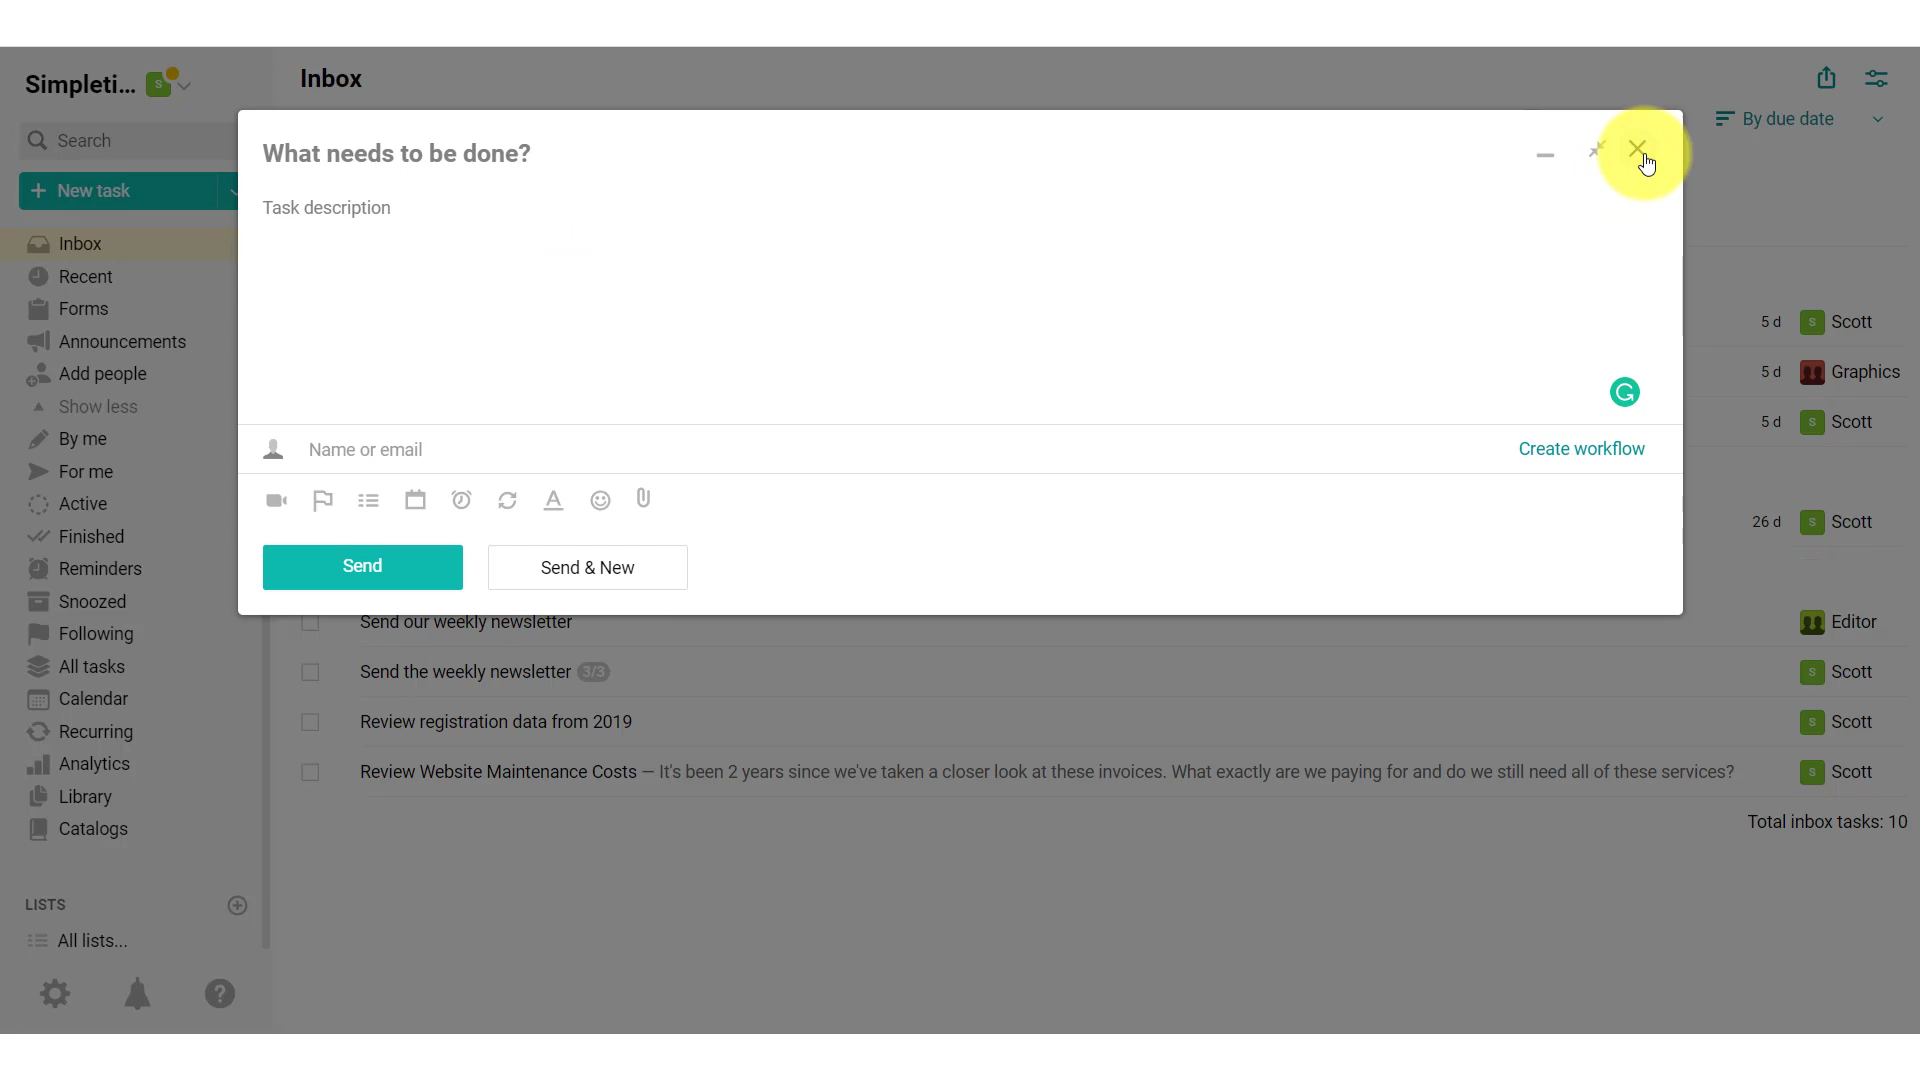 Simpleti...
S
Search
New task
Inbox
Recent
Forms
Announcements
Add people
Show less
By me
For me
Active
Finished
Reminders
Snoozed
Following
All tasks
Calendar
Recurring
Analytics
Library
Catalogs
LISTS
All lists...
?
Inbox
By due date
What needs to be done?
Task description
G
Name or email
Create workflow
A
Send
Send & New
5 d S Scott
5 d Graphics
5 d S Scott
26 d S Scott
Send our weekly newsletter Editor
Send the weekly newsletter 3/3 S Scott
Review registration data from 2019 S Scott
Review Website Maintenance Costs — It's been 2 years since we've taken a closer look at these invoices. What exactly are we paying for and do we still need all of these services? S Scott
Total inbox tasks: 10